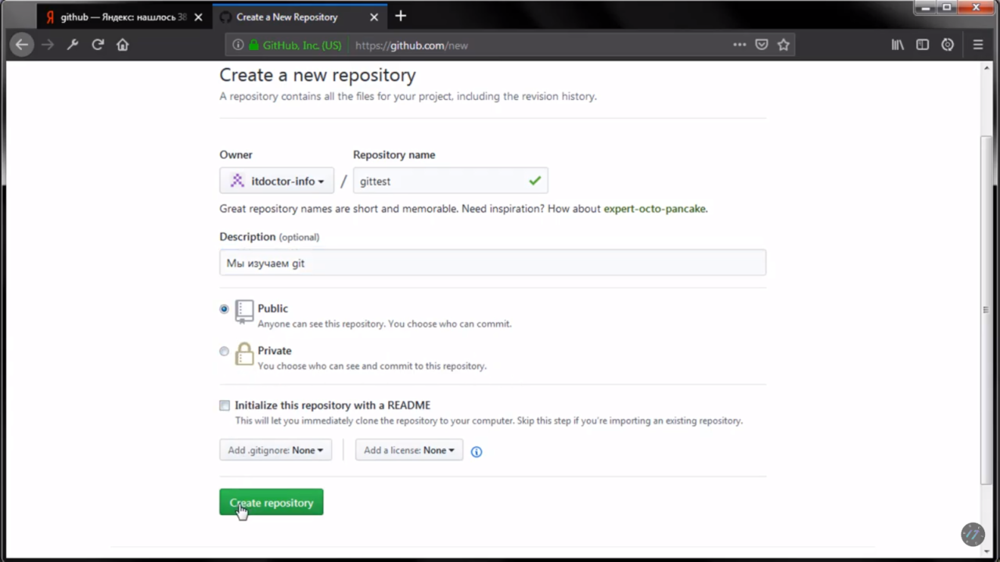 github — Яндекс: нашлось 38
Create a New Repository
GitHub, Inc. (US)
https://github.com/new
Create a new repository
A repository contains all the files for your project, including the revision history.
Owner
Repository name
itdoctor-info / gittest
Great repository names are short and memorable. Need inspiration? How about expert-octo-pancake.
Description (optional)
Мы изучаем git
Public
Anyone can see this repository. You choose who can commit.
Private
You choose who can see and commit to this repository.
Initialize this repository with a README
This will let you immediately clone the repository to your computer. Skip this step if you're importing an existing repository.
Add .gitignore: None
Add a license: None
Create repository